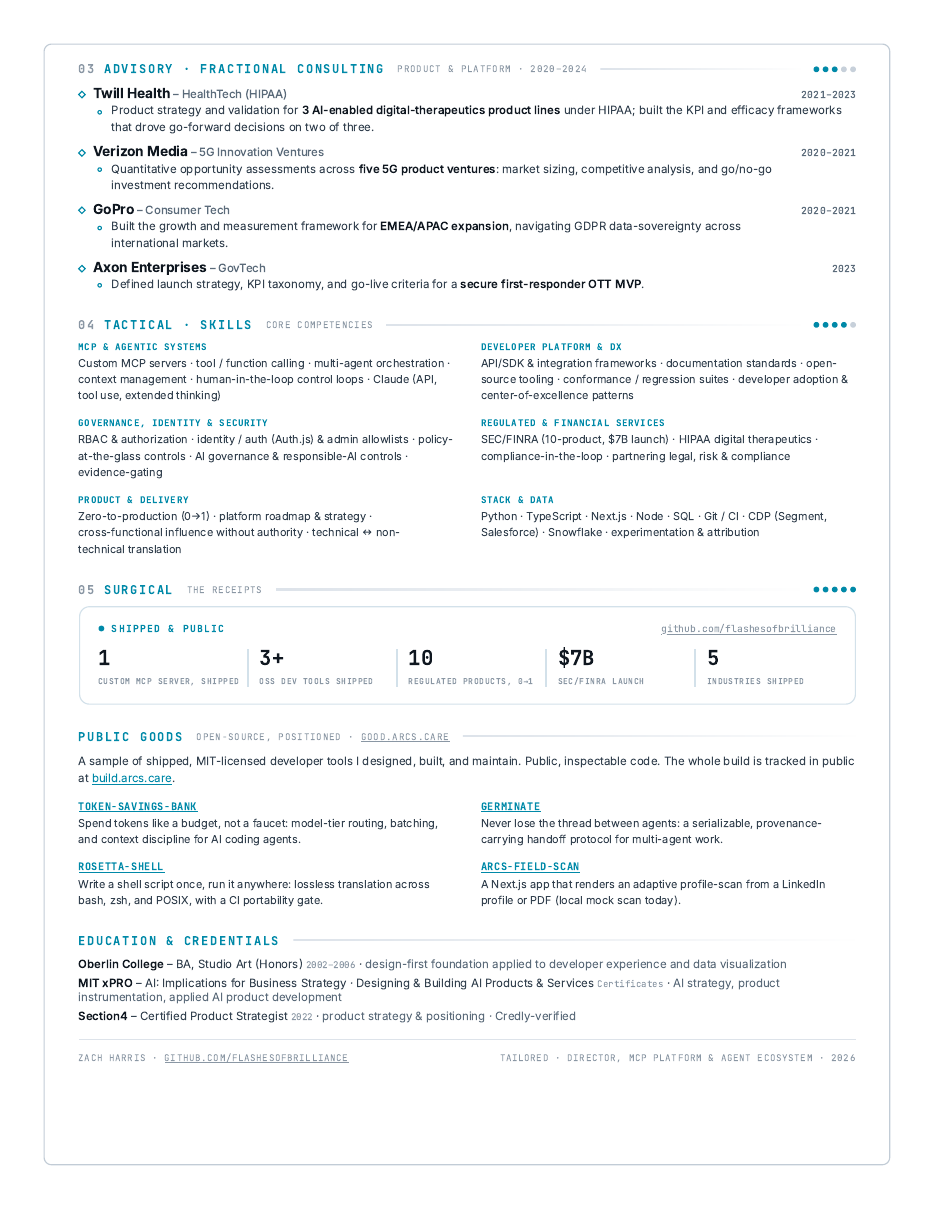 03 ADVISORY · FRACTIONAL CONSULTING PRODUCT & PLATFORM · 2020–2024
Twill Health – HealthTech (HIPAA) 2021–2023
Product strategy and validation for 3 AI-enabled digital-therapeutics product lines under HIPAA; built the KPI and efficacy frameworks
that drove go-forward decisions on two of three.
Verizon Media – 5G Innovation Ventures 2020–2021
Quantitative opportunity assessments across five 5G product ventures: market sizing, competitive analysis, and go/no-go
investment recommendations.
GoPro – Consumer Tech 2020–2021
Built the growth and measurement framework for EMEA/APAC expansion, navigating GDPR data-sovereignty across
international markets.
Axon Enterprises – GovTech 2023
Defined launch strategy, KPI taxonomy, and go-live criteria for a secure first-responder OTT MVP.
04 TACTICAL · SKILLS CORE COMPETENCIES
MCP & AGENTIC SYSTEMS
Custom MCP servers · tool / function calling · multi-agent orchestration ·
context management · human-in-the-loop control loops · Claude (API,
tool use, extended thinking)
DEVELOPER PLATFORM & DX
API/SDK & integration frameworks · documentation standards · open-
source tooling · conformance / regression suites · developer adoption &
center-of-excellence patterns
GOVERNANCE, IDENTITY & SECURITY
RBAC & authorization · identity / auth (Auth.js) & admin allowlists · policy-
at-the-glass controls · AI governance & responsible-AI controls ·
evidence-gating
REGULATED & FINANCIAL SERVICES
SEC/FINRA (10-product, $7B launch) · HIPAA digital therapeutics ·
compliance-in-the-loop · partnering legal, risk & compliance
PRODUCT & DELIVERY
Zero-to-production (0→1) · platform roadmap & strategy ·
cross-functional influence without authority · technical ↔ non-
technical translation
STACK & DATA
Python · TypeScript · Next.js · Node · SQL · Git / CI · CDP (Segment,
Salesforce) · Snowflake · experimentation & attribution
05 SURGICAL THE RECEIPTS
SHIPPED & PUBLIC github.com/flashesofbrilliance
1 3+ 10 $7B 5
CUSTOM MCP SERVER, SHIPPED OSS DEV TOOLS SHIPPED REGULATED PRODUCTS, 0→1 SEC/FINRA LAUNCH INDUSTRIES SHIPPED
PUBLIC GOODS OPEN-SOURCE, POSITIONED · GOOD.ARCS.CARE
A sample of shipped, MIT-licensed developer tools I designed, built, and maintain. Public, inspectable code. The whole build is tracked in public
at build.arcs.care.
TOKEN-SAVINGS-BANK
Spend tokens like a budget, not a faucet: model-tier routing, batching,
and context discipline for AI coding agents.
GERMINATE
Never lose the thread between agents: a serializable, provenance-
carrying handoff protocol for multi-agent work.
ROSETTA-SHELL
Write a shell script once, run it anywhere: lossless translation across
bash, zsh, and POSIX, with a CI portability gate.
ARCS-FIELD-SCAN
A Next.js app that renders an adaptive profile-scan from a LinkedIn
profile or PDF (local mock scan today).
EDUCATION & CREDENTIALS
Oberlin College – BA, Studio Art (Honors) 2002–2006 · design-first foundation applied to developer experience and data visualization
MIT xPRO – AI: Implications for Business Strategy · Designing & Building AI Products & Services Certificates · AI strategy, product
instrumentation, applied AI product development
Section4 – Certified Product Strategist 2022 · product strategy & positioning · Credly-verified
ZACH HARRIS · GITHUB.COM/FLASHESOFBRILLIANCE TAILORED · DIRECTOR, MCP PLATFORM & AGENT ECOSYSTEM · 2026